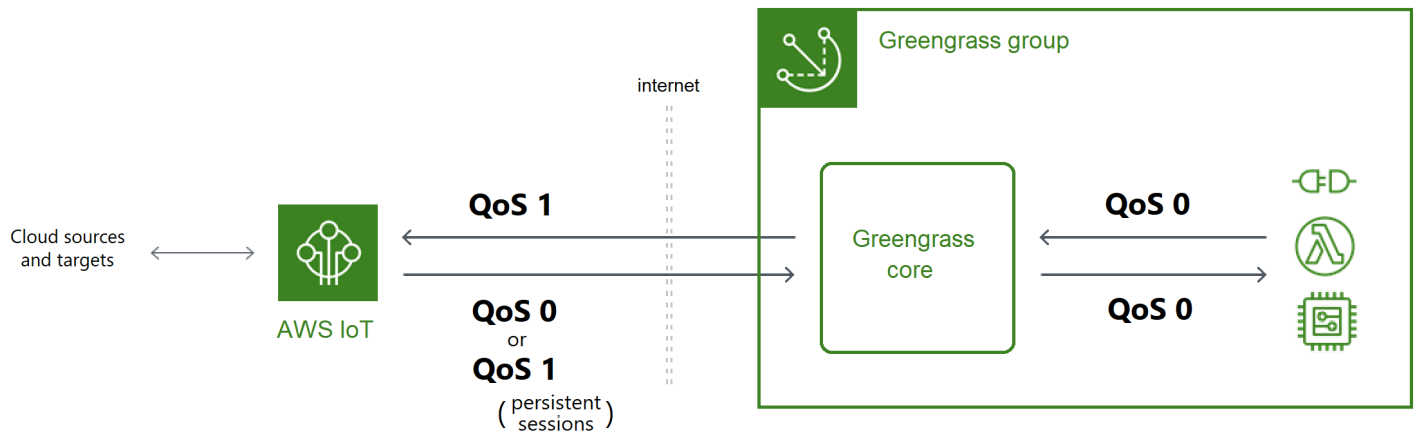 Greengrass group
internet
QoS 1
QoS 0
Cloud sources
and targets
Greengrass
core
AWS IoT
QoS 0
or
QoS 1
(persistent
sessions)
QoS 0